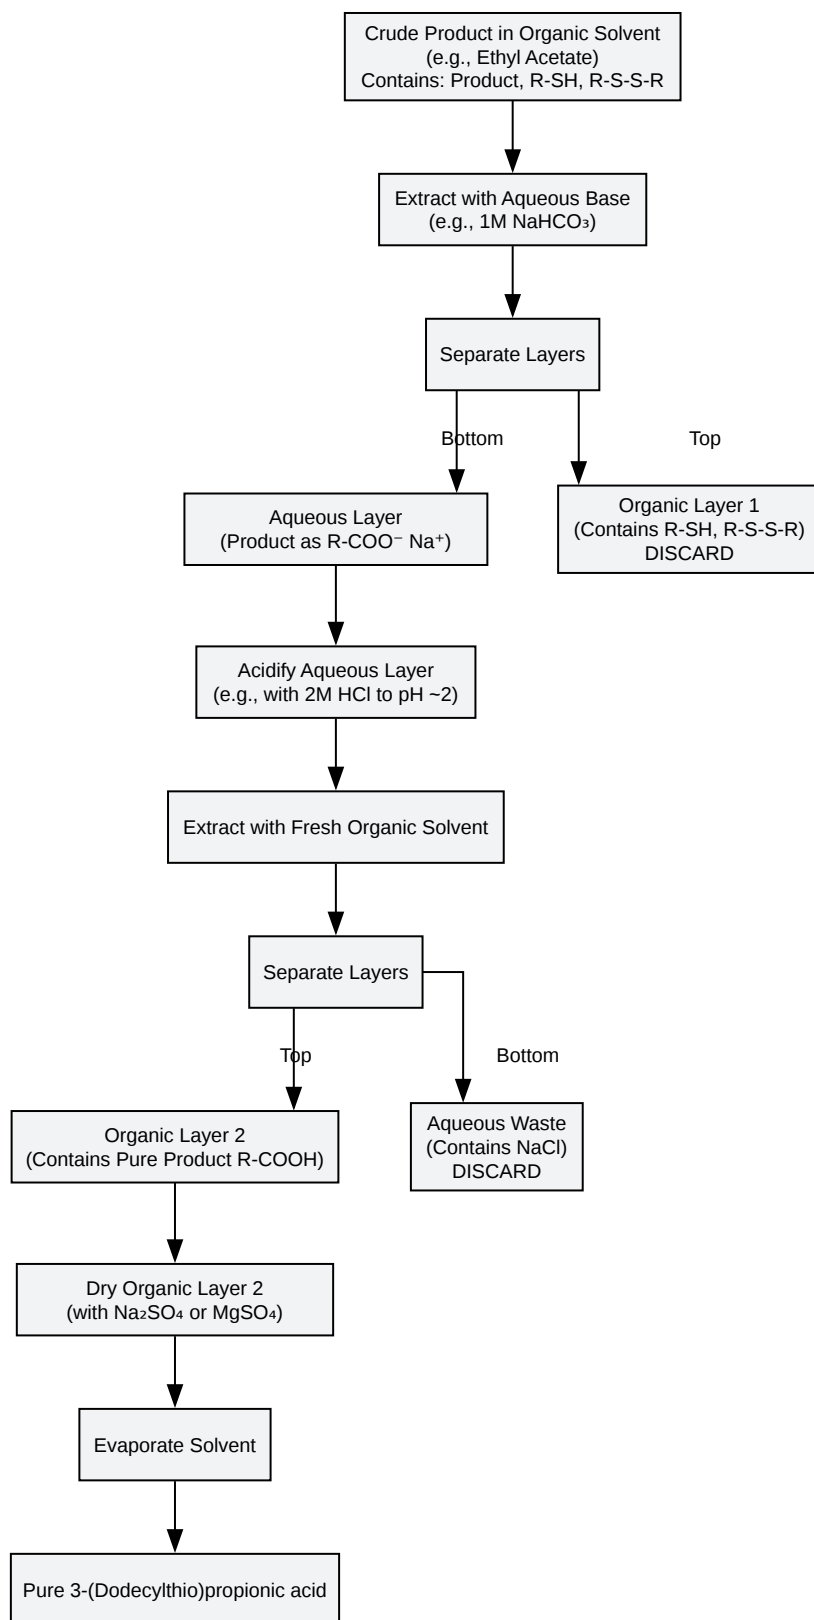 Crude Product in Organic Solvent
(e.g., Ethyl Acetate)
Contains: Product, R-SH, R-S-S-R
Extract with Aqueous Base
(e.g., 1M NaHCO₃)
Separate Layers
Bottom
Top
Aqueous Layer
(Product as R-COO⁻ Na⁺)
Organic Layer 1
(Contains R-SH, R-S-S-R)
DISCARD
Acidify Aqueous Layer
(e.g., with 2M HCl to pH ~2)
Extract with Fresh Organic Solvent
Separate Layers
Top
Bottom
Organic Layer 2
(Contains Pure Product R-COOH)
Aqueous Waste
(Contains NaCl)
DISCARD
Dry Organic Layer 2
(with Na₂SO₄ or MgSO₄)
Evaporate Solvent
Pure 3-(Dodecylthio)propionic acid